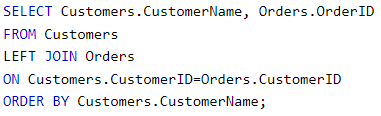 SELECT Customers.CustomerName, Orders.OrderID
FROM Customers
LEFT JOIN Orders
ON Customers.CustomerID=Orders.CustomerID
ORDER BY Customers.CustomerName;